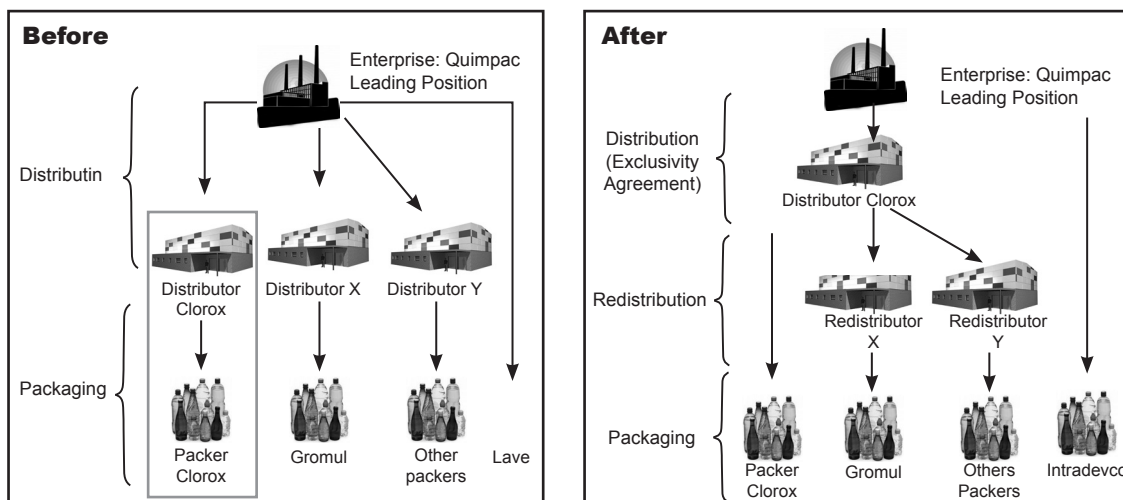 Before
Enterprise: Quimpac
Leading Position
Distributin
Distributor
Clorox
Distributor X
Distributor Y
Packaging
Packer
Clorox
Gromul
Other
packers
Lave
After
Enterprise: Quimpac
Leading Position
Distribution
(Exclusivity
Agreement)
Distributor Clorox
Redistribution
Redistributor
X
Redistributor
Y
Packaging
Packer
Clorox
Gromul
Others
Packers
Intradevco